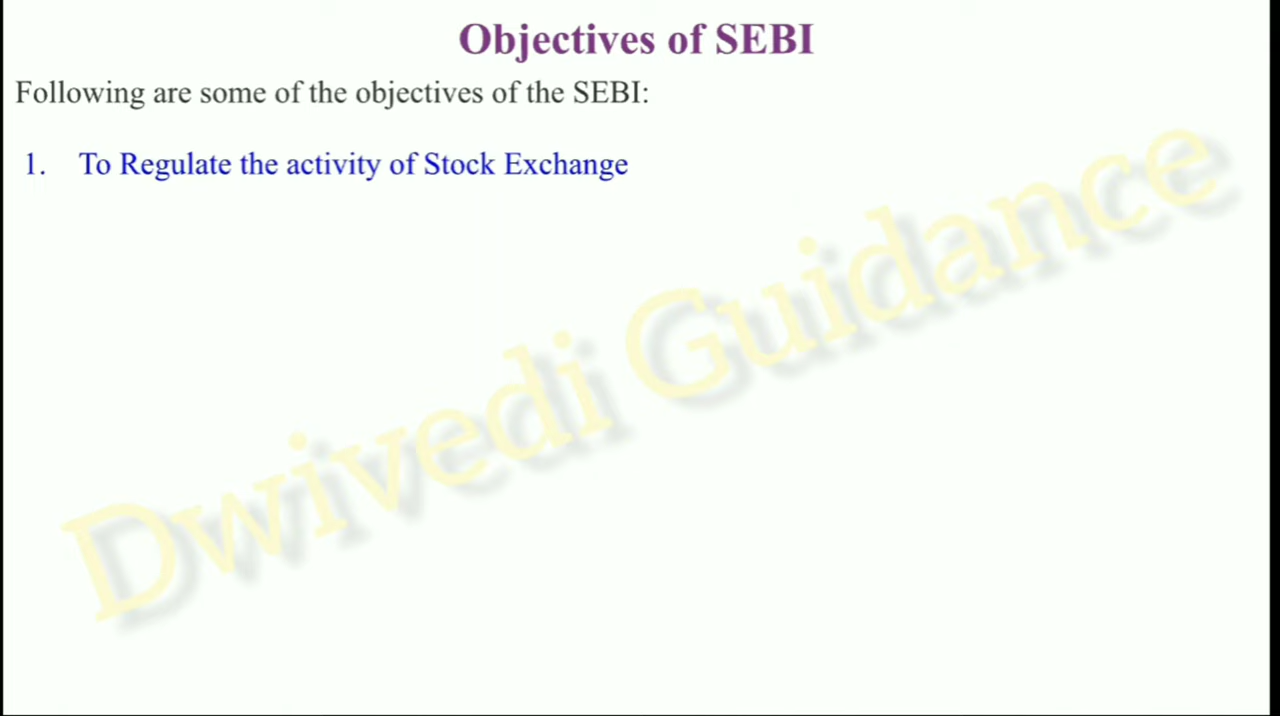 Objectives of SEBI
Following are some of the objectives of the SEBI:
1. To Regulate the activity of Stock Exchange
Dwivedi Guidance